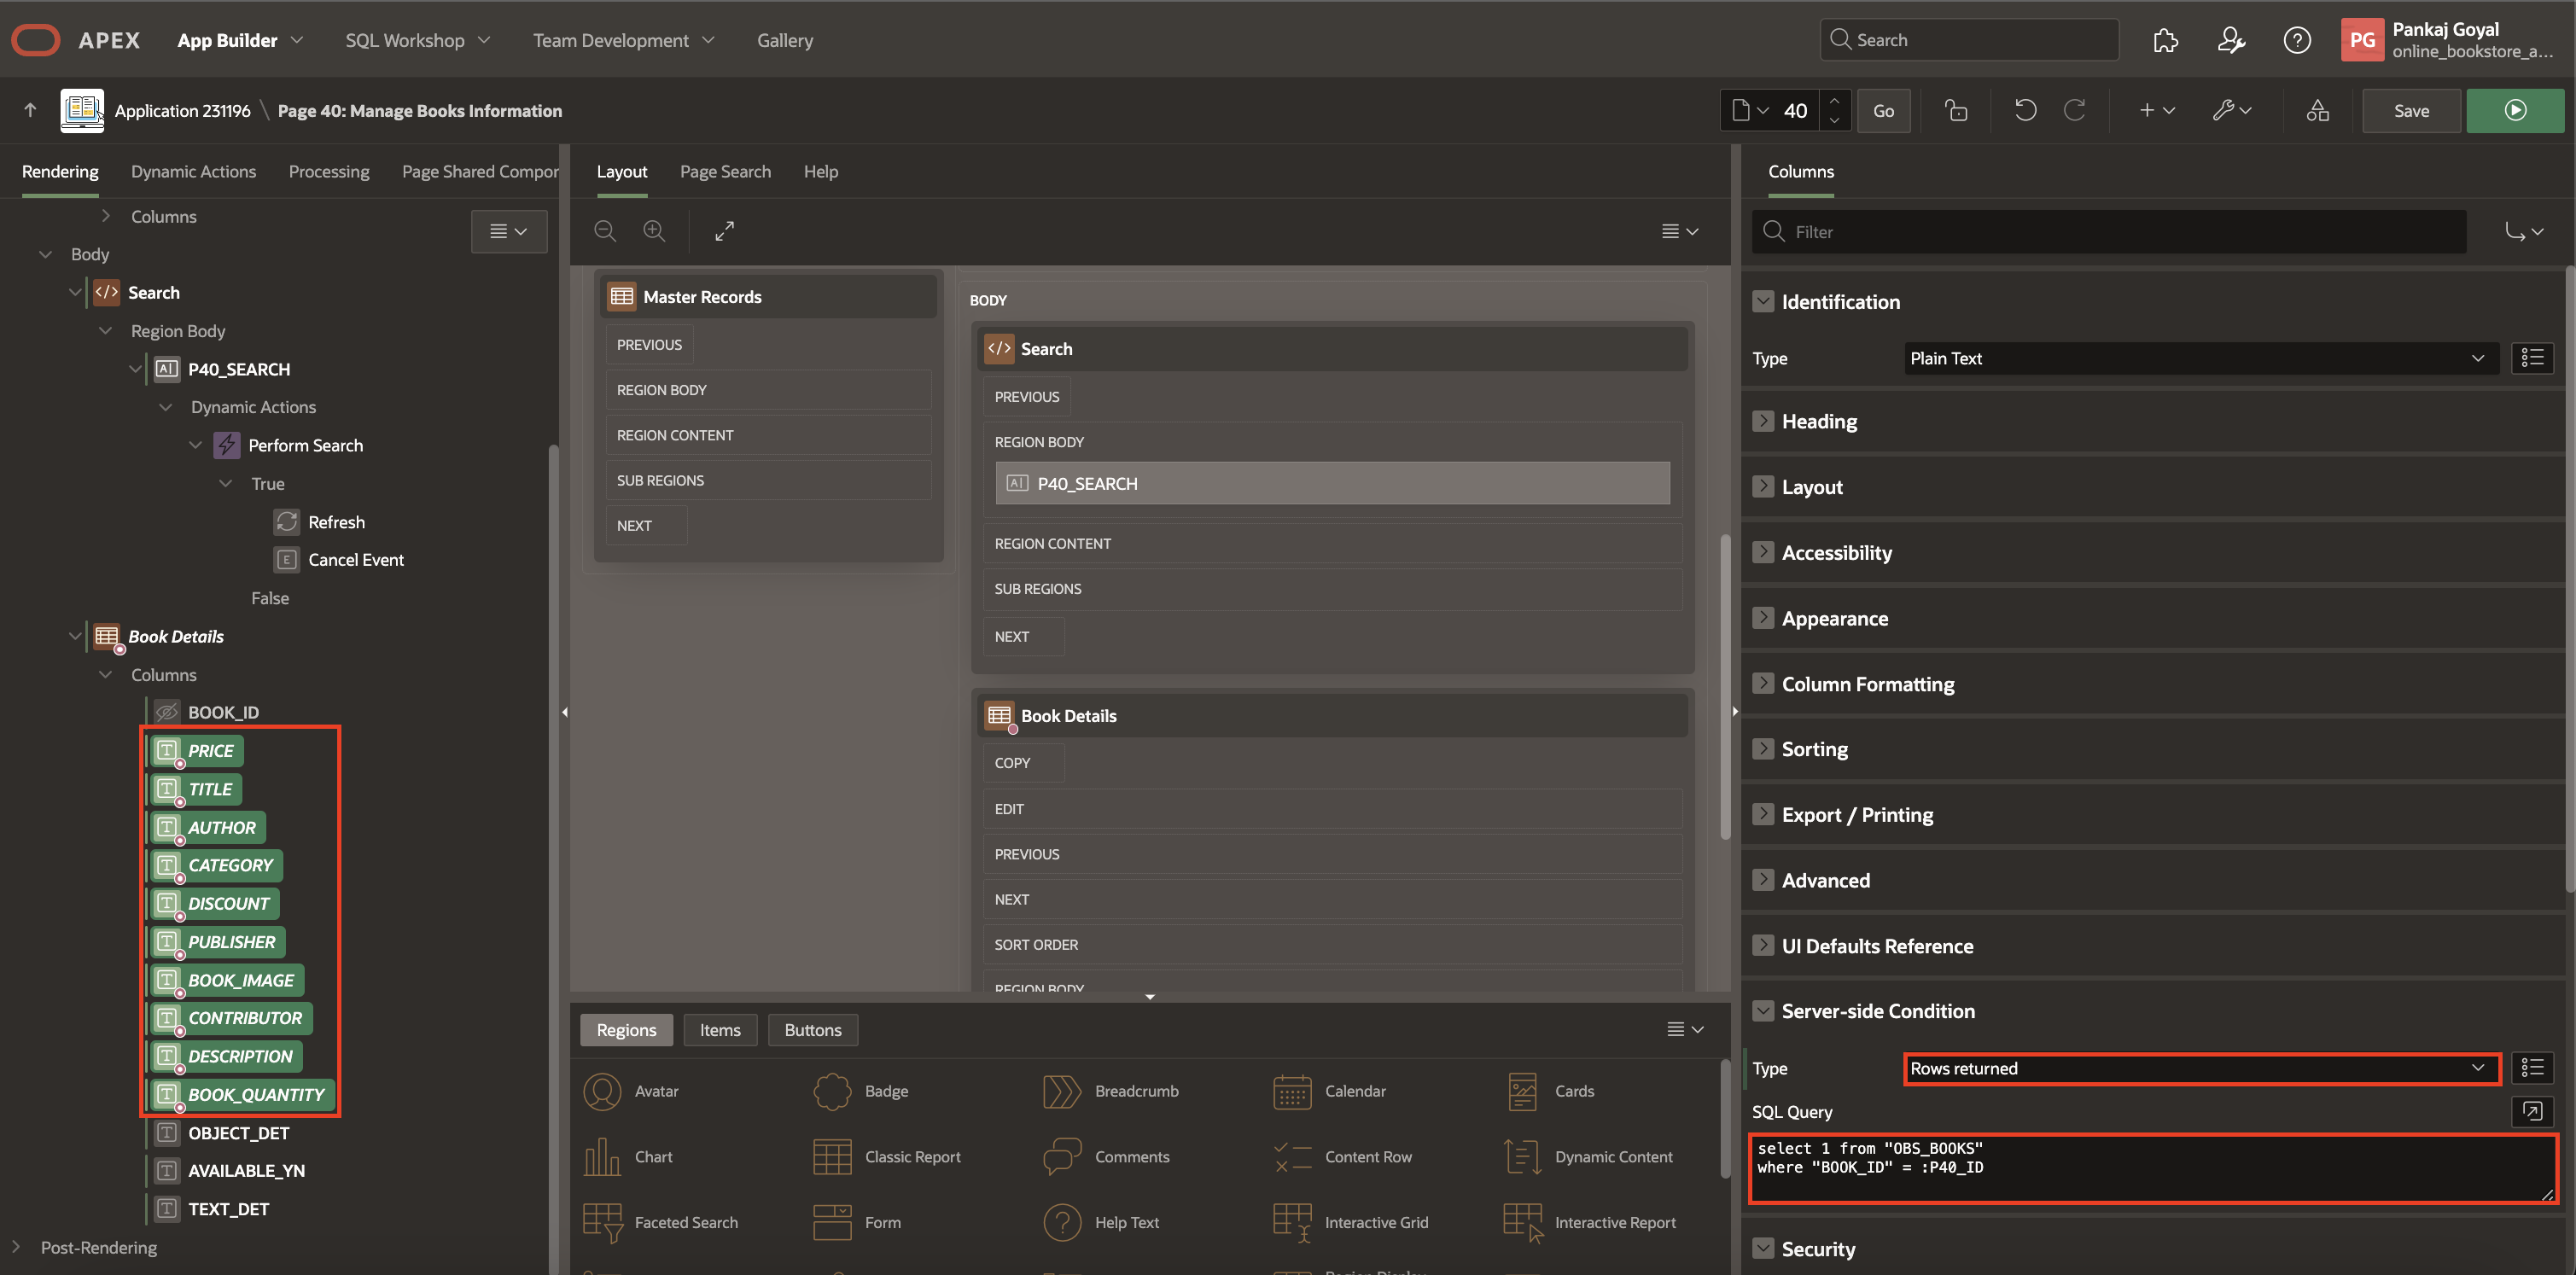 APEX App Builder SQL Workshop Team Development Gallery Search PG Pankaj Goyal
online_bookstore_a...
Application 231196 \ Page 40: Manage Books Information 40 Go Save
Rendering Dynamic Actions Processing Page Shared Compor
Columns
Body
</> Search
Region Body
P40_SEARCH
Dynamic Actions
Perform Search
True
Refresh
E Cancel Event
False
Book Details
Columns
BOOK_ID
T PRICE
T TITLE
T AUTHOR
T CATEGORY
T DISCOUNT
T PUBLISHER
T BOOK_IMAGE
T CONTRIBUTOR
T DESCRIPTION
T BOOK_QUANTITY
T OBJECT_DET
T AVAILABLE_YN
T TEXT_DET
Post-Rendering
Layout Page Search Help
Master Records
PREVIOUS
REGION BODY
REGION CONTENT
SUB REGIONS
NEXT
BODY
</> Search
PREVIOUS
REGION BODY
P40_SEARCH
REGION CONTENT
SUB REGIONS
NEXT
Book Details
COPY
EDIT
PREVIOUS
NEXT
SORT ORDER
REGION BODY
Regions Items Buttons
Avatar Badge Breadcrumb Calendar Cards
Chart Classic Report Comments Content Row Dynamic Content
Faceted Search Form Help Text Interactive Grid Interactive Report
Region Display
Columns
Filter
Identification
Type Plain Text
Heading
Layout
Accessibility
Appearance
Column Formatting
Sorting
Export / Printing
Advanced
UI Defaults Reference
Server-side Condition
Type Rows returned
SQL Query
select 1 from "OBS_BOOKS"
where "BOOK_ID" = :P40_ID
Security